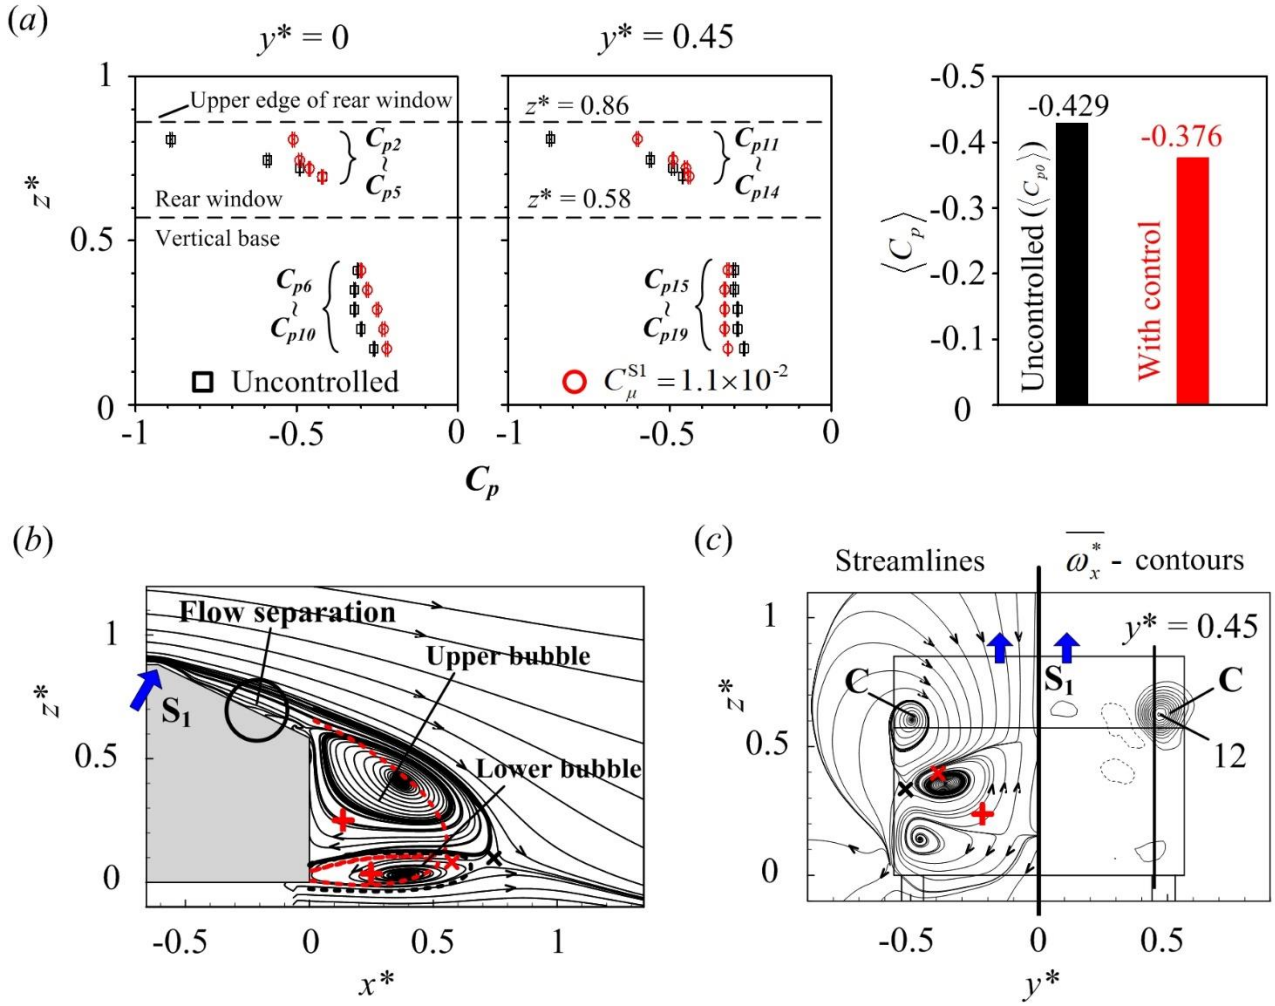 (a)
y* = 0
y* = 0.45
1
Upper edge of rear window
z* = 0.86
C_p2
~
C_p5
C_p11
~
C_p14
z*
Rear window
z* = 0.58
0.5
Vertical base
C_p6
~
C_p10
C_p15
~
C_p19
Uncontrolled
C_μ^S1 = 1.1×10^-2
0
-1
-0.5
0
-0.5
0
C_p
-0.5
-0.4
-0.3
-0.2
-0.1
0
⟨C_p⟩
-0.429
-0.376
Uncontrolled (⟨C_p0⟩)
With control
(b)
Flow separation
Upper bubble
Lower bubble
S_1
1
0.5
0
z*
-0.5
0
0.5
1
x*
(c)
Streamlines
\overline{ω_x^*} - contours
y* = 0.45
C
S_1
C
12
1
0.5
0
z*
-0.5
0
0.5
y*